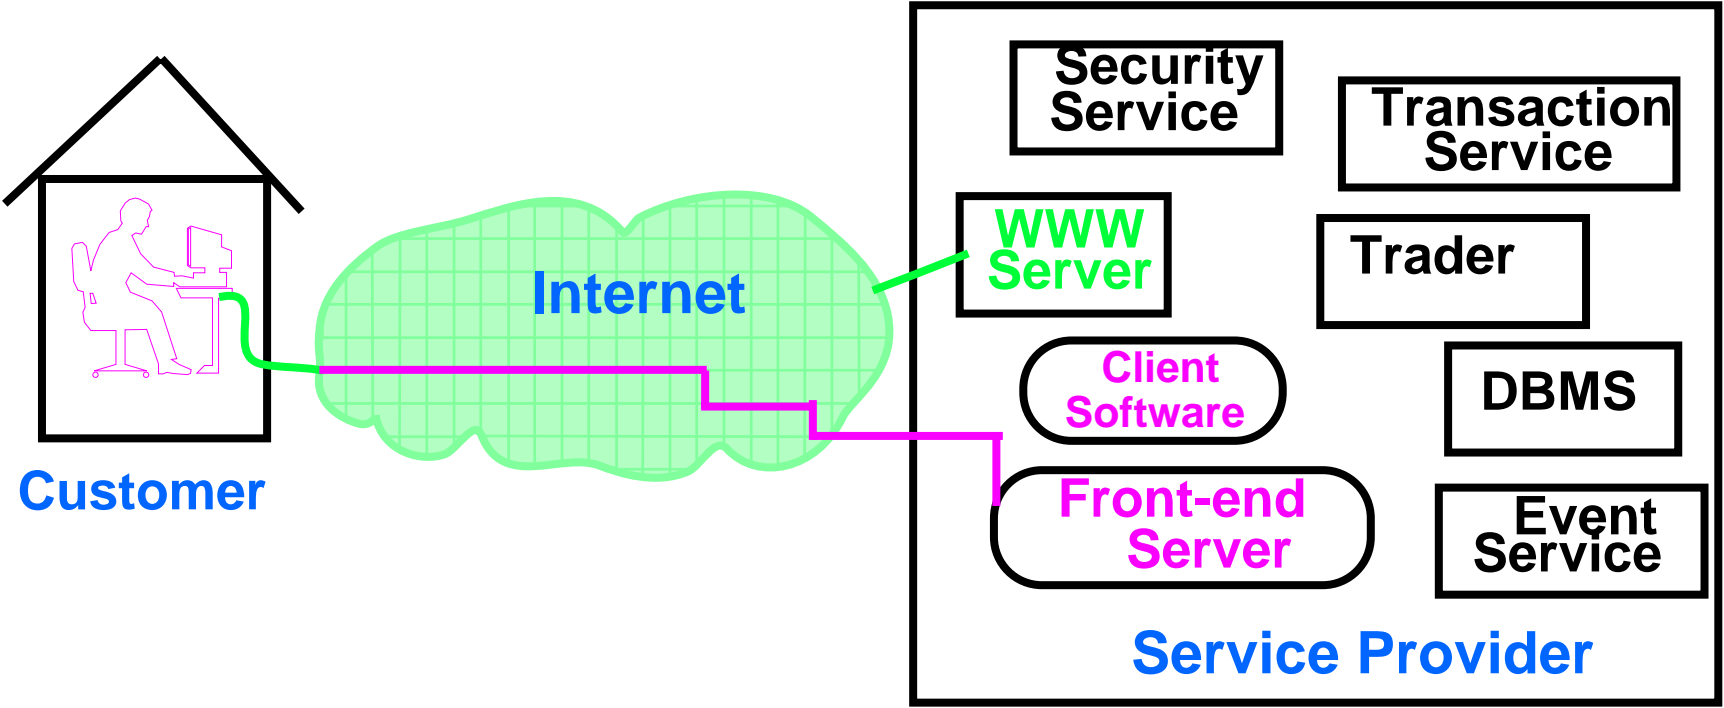 Security
Service
Transaction
Service
WWW
Server
Trader
Internet
Client
Software
DBMS
Customer
Front-end
Server
Event
Service
Service Provider